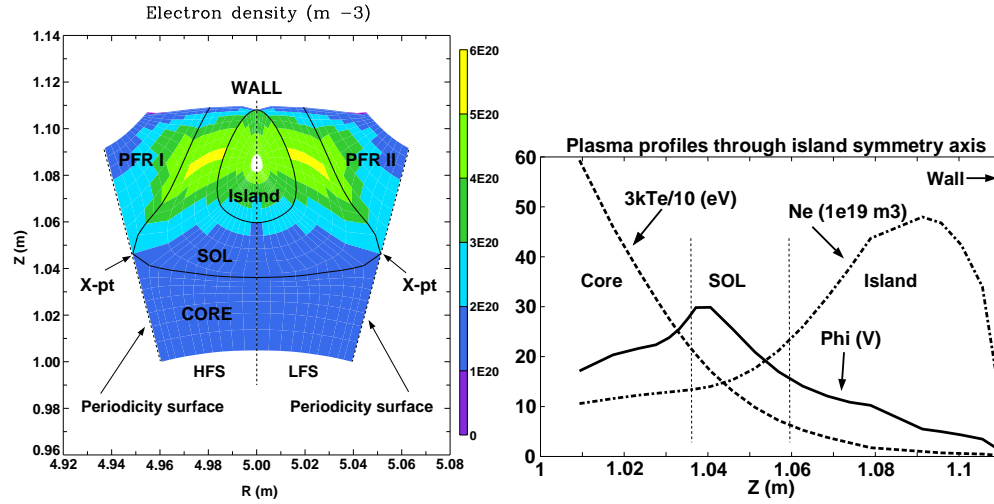 Electron density (m -3)
1.14
1.12
1.10
1.08
1.06
1.04
1.02
1.00
0.98
0.96
Z (m)
4.92
4.94
4.96
4.98
5.00
5.02
5.04
5.06
5.08
R (m)
WALL
PFR I
PFR II
Island
SOL
X-pt
X-pt
CORE
HFS
LFS
Periodicity surface
Periodicity surface
6E20
5E20
4E20
3E20
2E20
1E20
0
Plasma profiles through island symmetry axis
60
50
40
30
20
10
0
Wall
3kTe/10 (eV)
Ne (1e19 m3)
Core
SOL
Island
Phi (V)
1
1.02
1.04
1.06
1.08
1.1
Z (m)